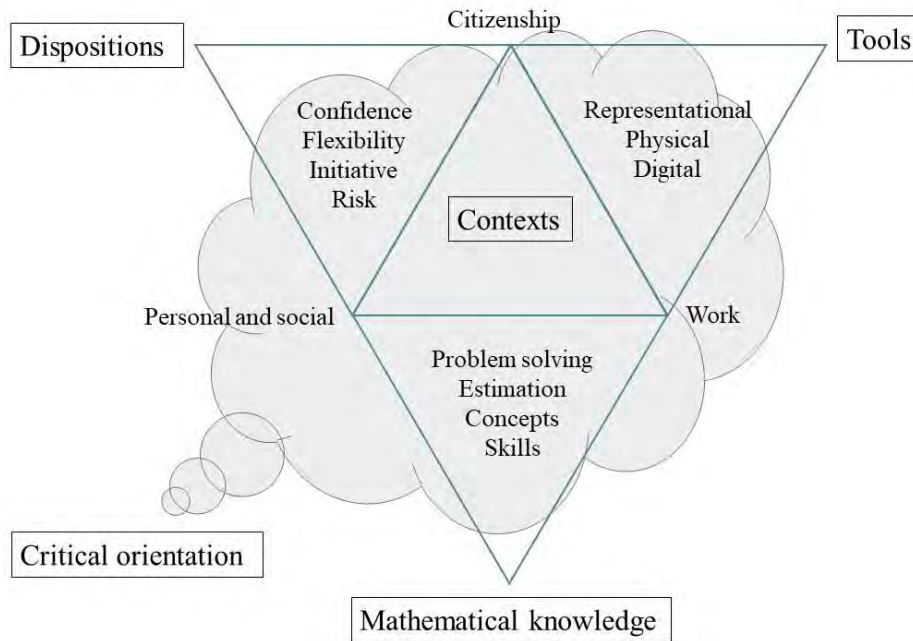 Citizenship
Dispositions
Tools
Confidence
Flexibility
Initiative
Risk
Representational
Physical
Digital
Contexts
Personal and social
Work
Problem solving
Estimation
Concepts
Skills
Critical orientation
Mathematical knowledge